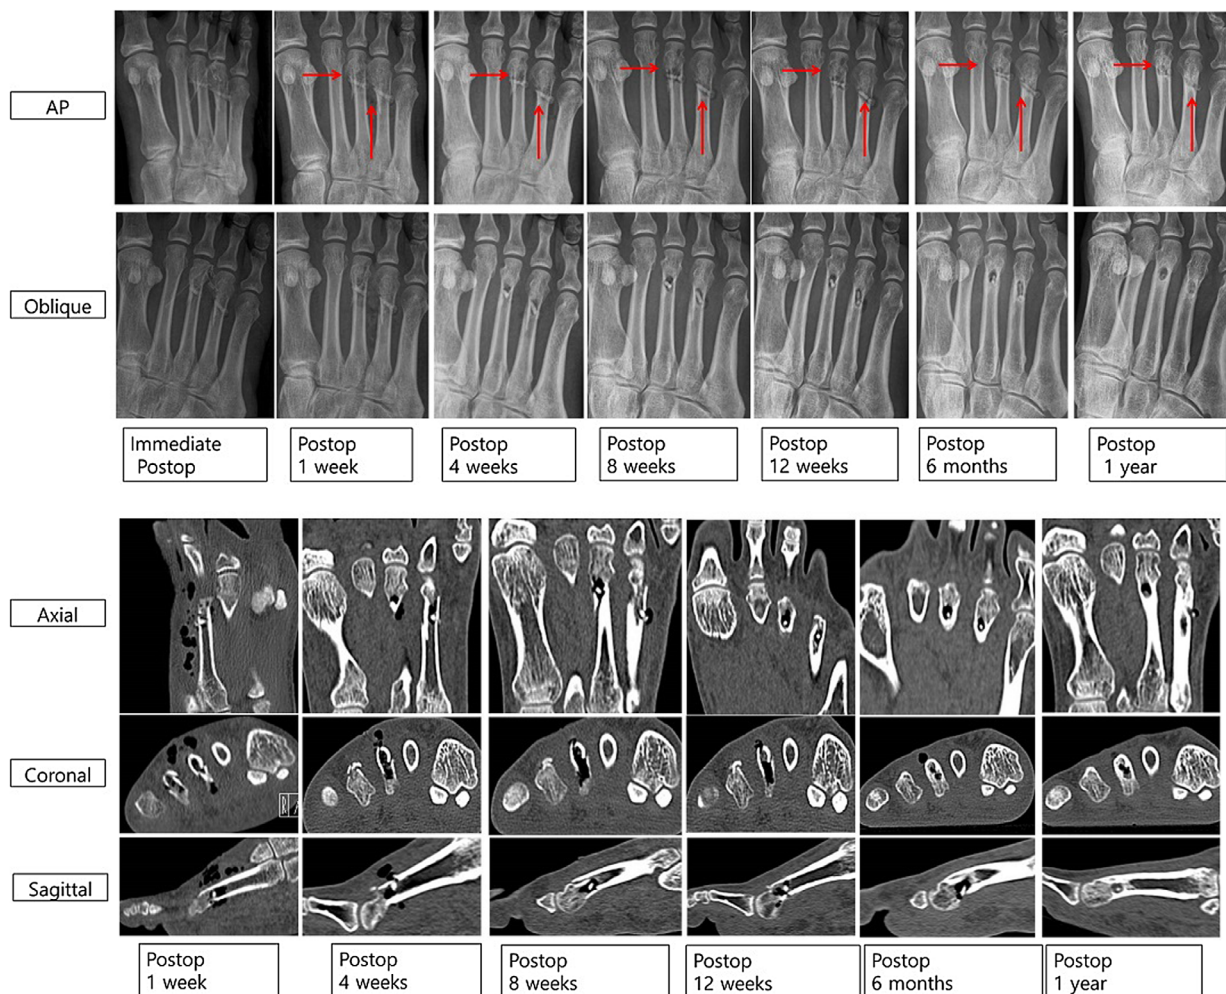 AP
Oblique
Immediate
Postop
Postop
1 week
Postop
4 weeks
Postop
8 weeks
Postop
12 weeks
Postop
6 months
Postop
1 year
Axial
Coronal
R A
Sagittal
Postop
1 week
Postop
4 weeks
Postop
8 weeks
Postop
12 weeks
Postop
6 months
Postop
1 year